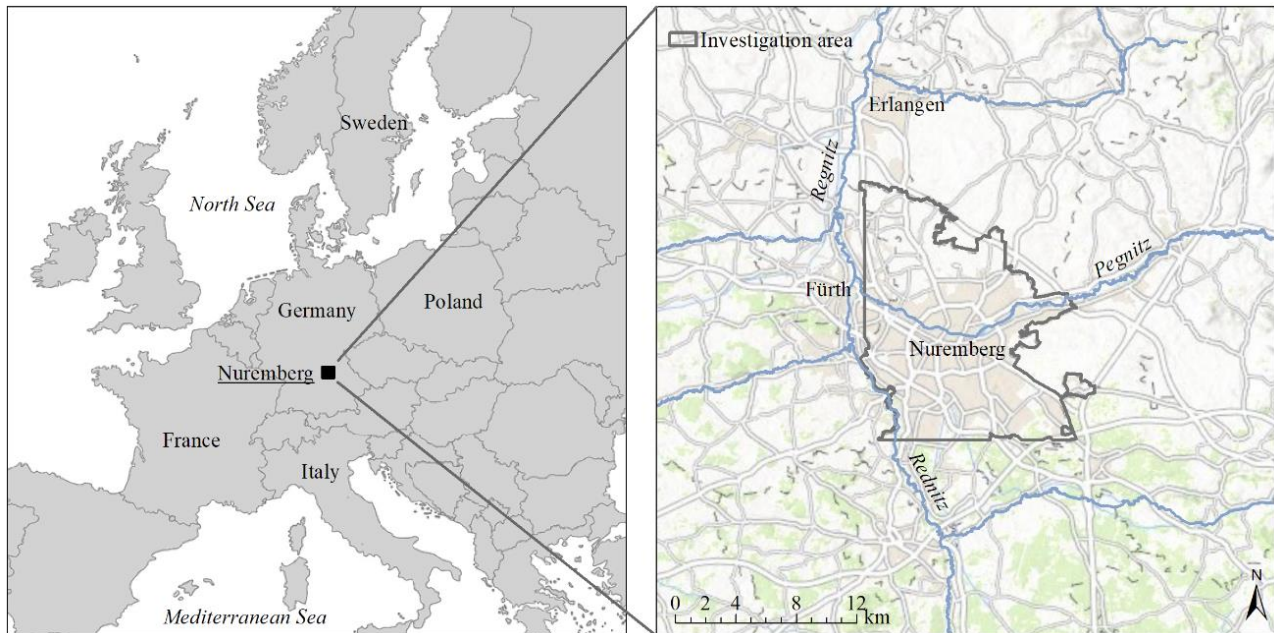 Sweden
North Sea
Germany
Poland
Nuremberg
France
Italy
Mediterranean Sea
Investigation area
Erlangen
Regnitz
Pegnitz
Fürth
Nuremberg
Rednitz
N
0 2 4 8 12
km